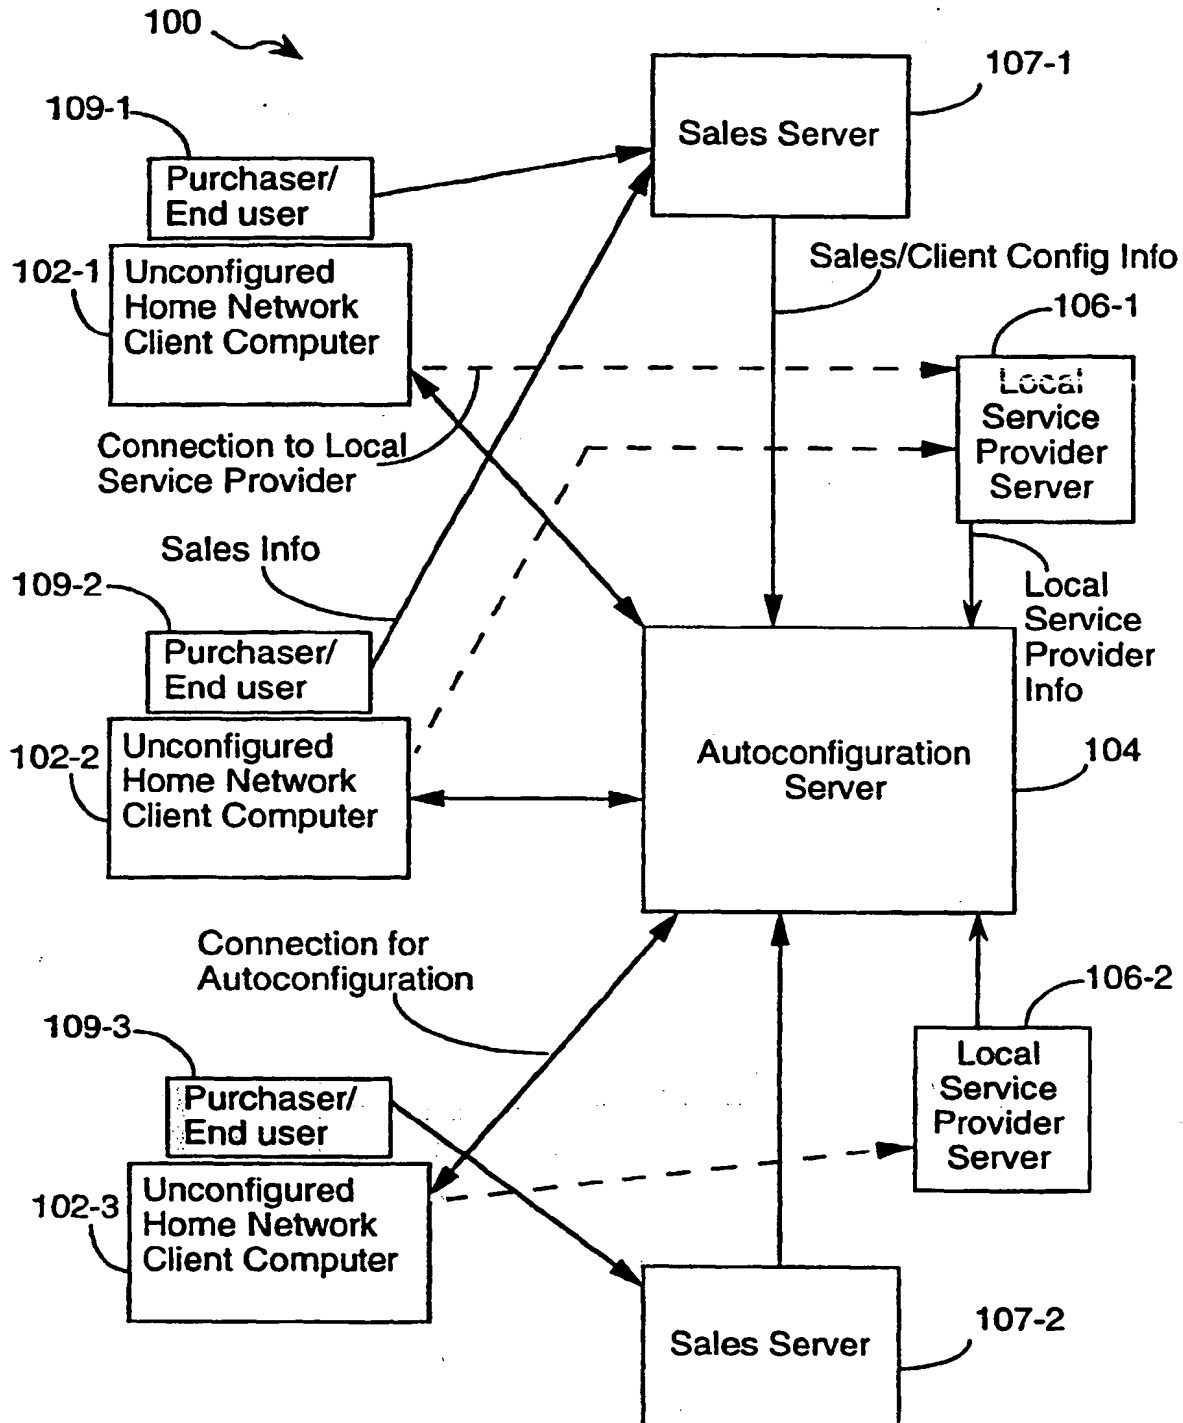 100
107-1
109-1
Sales Server
Purchaser/
End user
Sales/Client Config Info
102-1
Unconfigured
Home Network
Client Computer
106-1
Local
Service
Provider
Server
Connection to Local
Service Provider
Sales Info
109-2
Local
Service
Provider
Info
Purchaser/
End user
102-2
Unconfigured
Home Network
Client Computer
Autoconfiguration
Server
104
Connection for
Autoconfiguration
106-2
109-3
Local
Service
Provider
Server
Purchaser/
End user
102-3
Unconfigured
Home Network
Client Computer
107-2
Sales Server